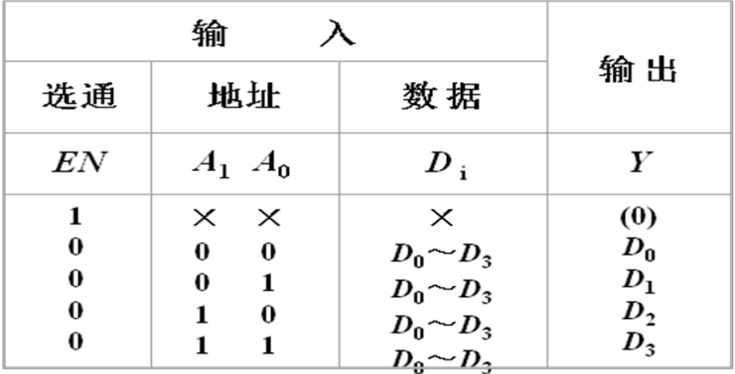 输 入
输出
选通 地址 数据
EN A₁ A₀ Dᵢ Y
1 × × × (0)
0 0 0 D₀～D₃ D₀
0 0 1 D₀～D₃ D₁
0 1 0 D₀～D₃ D₂
0 1 1 D₀～D₃ D₃